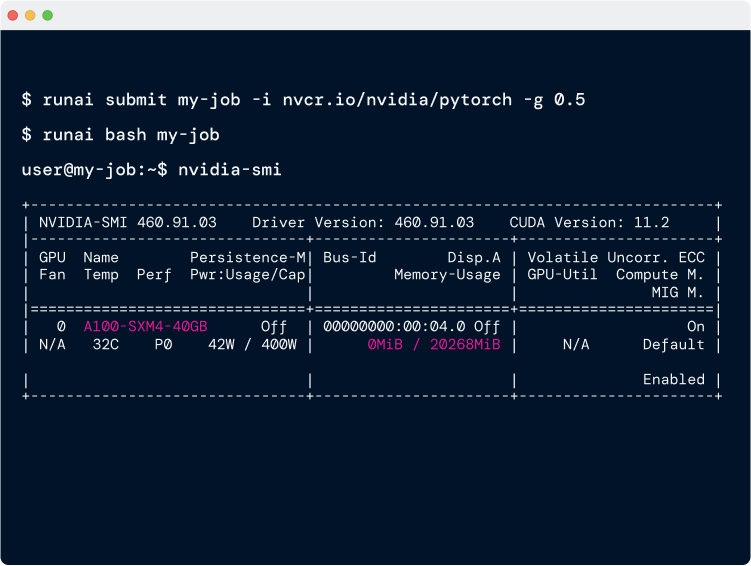 $ runai submit my-job -i nvcr.io/nvidia/pytorch -g 0.5
$ runai bash my-job
user@my-job:~$ nvidia-smi
+-------------------------------+----------------------+----------------------+
| NVIDIA-SMI 460.91.03    Driver Version: 460.91.03    CUDA Version: 11.2     |
|-------------------------------+----------------------+----------------------+
| GPU  Name        Persistence-M| Bus-Id        Disp.A | Volatile Uncorr. ECC |
| Fan  Temp  Perf  Pwr:Usage/Cap|         Memory-Usage | GPU-Util  Compute M. |
|                               |                      |               MIG M. |
|===============================+======================+======================|
|   0  A100-SXM4-40GB      Off  | 00000000:00:04.0 Off |                   On |
| N/A   32C    P0    42W / 400W |      0MiB / 20268MiB |     N/A      Default |
|                               |                      |              Enabled |
+-------------------------------+----------------------+----------------------+